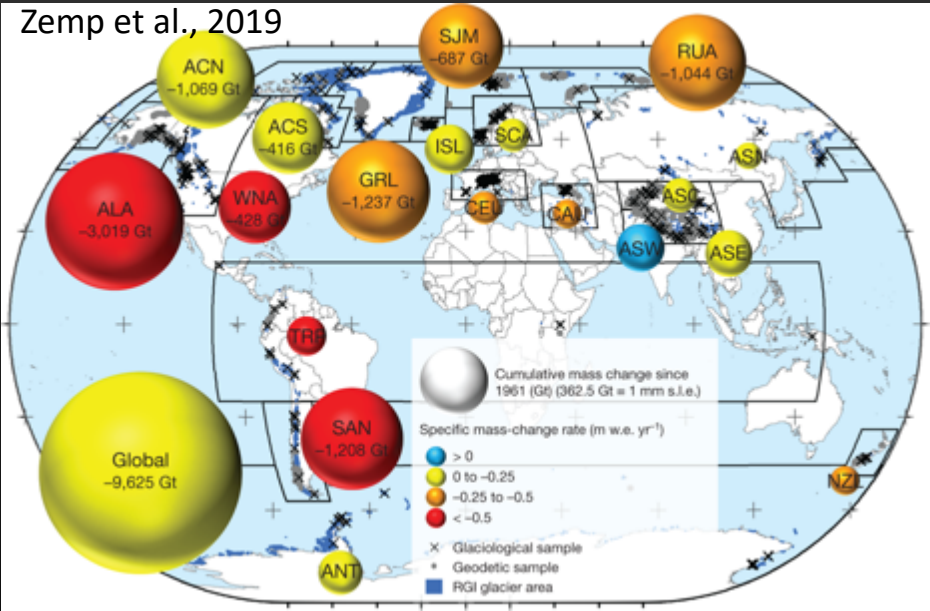 Zemp et al., 2019
ACN
−1,069 Gt
SJM
−687 Gt
RUA
−1,044 Gt
ACS
−416 Gt
ISL
SCA
ASN
ALA
−3,019 Gt
WNA
−428 Gt
GRL
−1,237 Gt
CEU
CAU
ASC
ASW
ASE
TRP
Cumulative mass change since
1961 (Gt) (362.5 Gt = 1 mm s.l.e.)
Specific mass-change rate (m w.e. yr⁻¹)
> 0
0 to −0.25
−0.25 to −0.5
< −0.5
Glaciological sample
Geodetic sample
RGI glacier area
SAN
−1,208 Gt
Global
−9,625 Gt
NZL
ANT